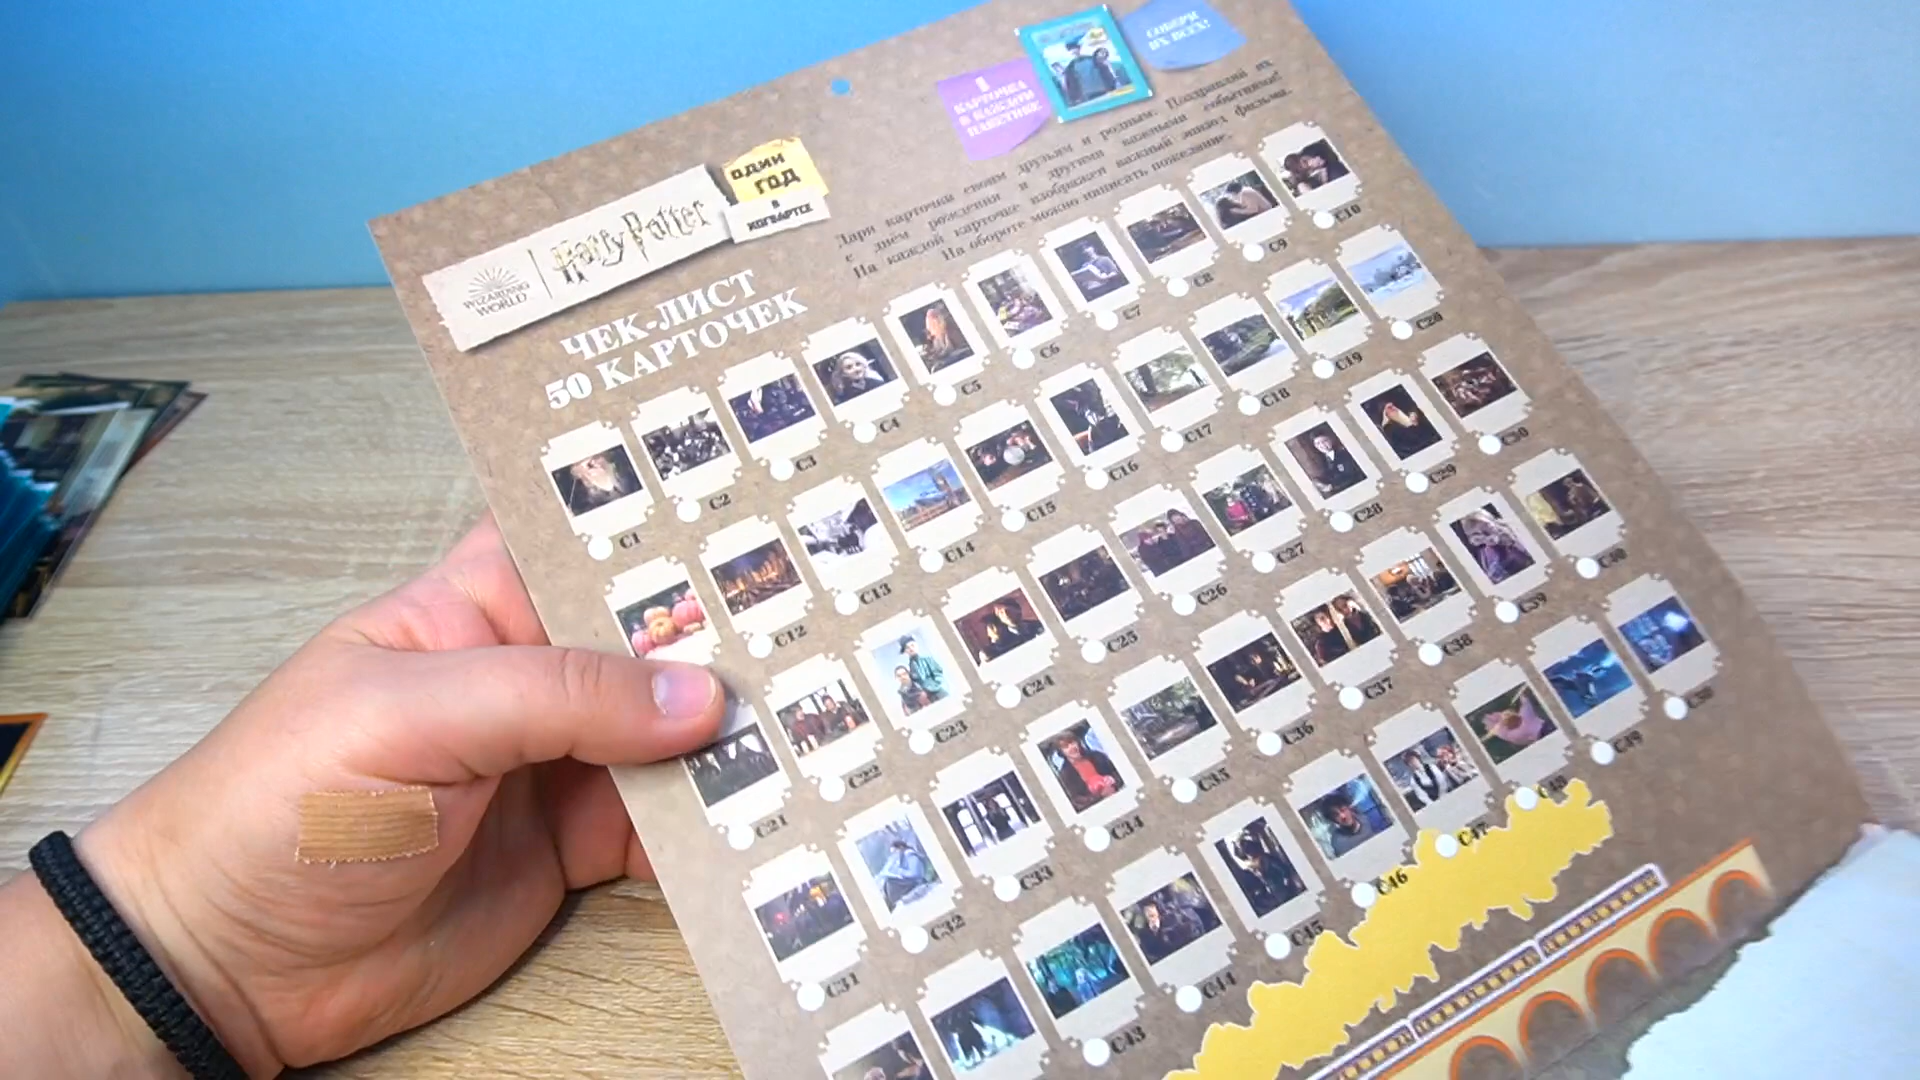 WIZARDING
WORLD
Harry Potter
ОДИН
ГОД
В
ХОГВАРТСЕ
1
КАРТОЧКА
В КАЖДОМ
ПАКЕТИКЕ
СОБЕРИ
ИХ ВСЕХ!
Дари карточки своим друзьям и родным. Поздравляй их
с днём рождения и другими важными событиями!
На каждой карточке изображён важный эпизод фильма.
На обороте можно написать пожелание.
ЧЕК-ЛИСТ
50 КАРТОЧЕК
C1 C2 C3 C4 C5 C6 C7 C8 C9 C10
C12 C13 C14 C15 C16 C17 C18 C19 C20
C21 C22 C23 C24 C25 C26 C27 C28 C29 C30
C31 C32 C33 C34 C35 C36 C37 C38 C39 C40
C43 C44 C45 C46 C47 C48 C49 C50